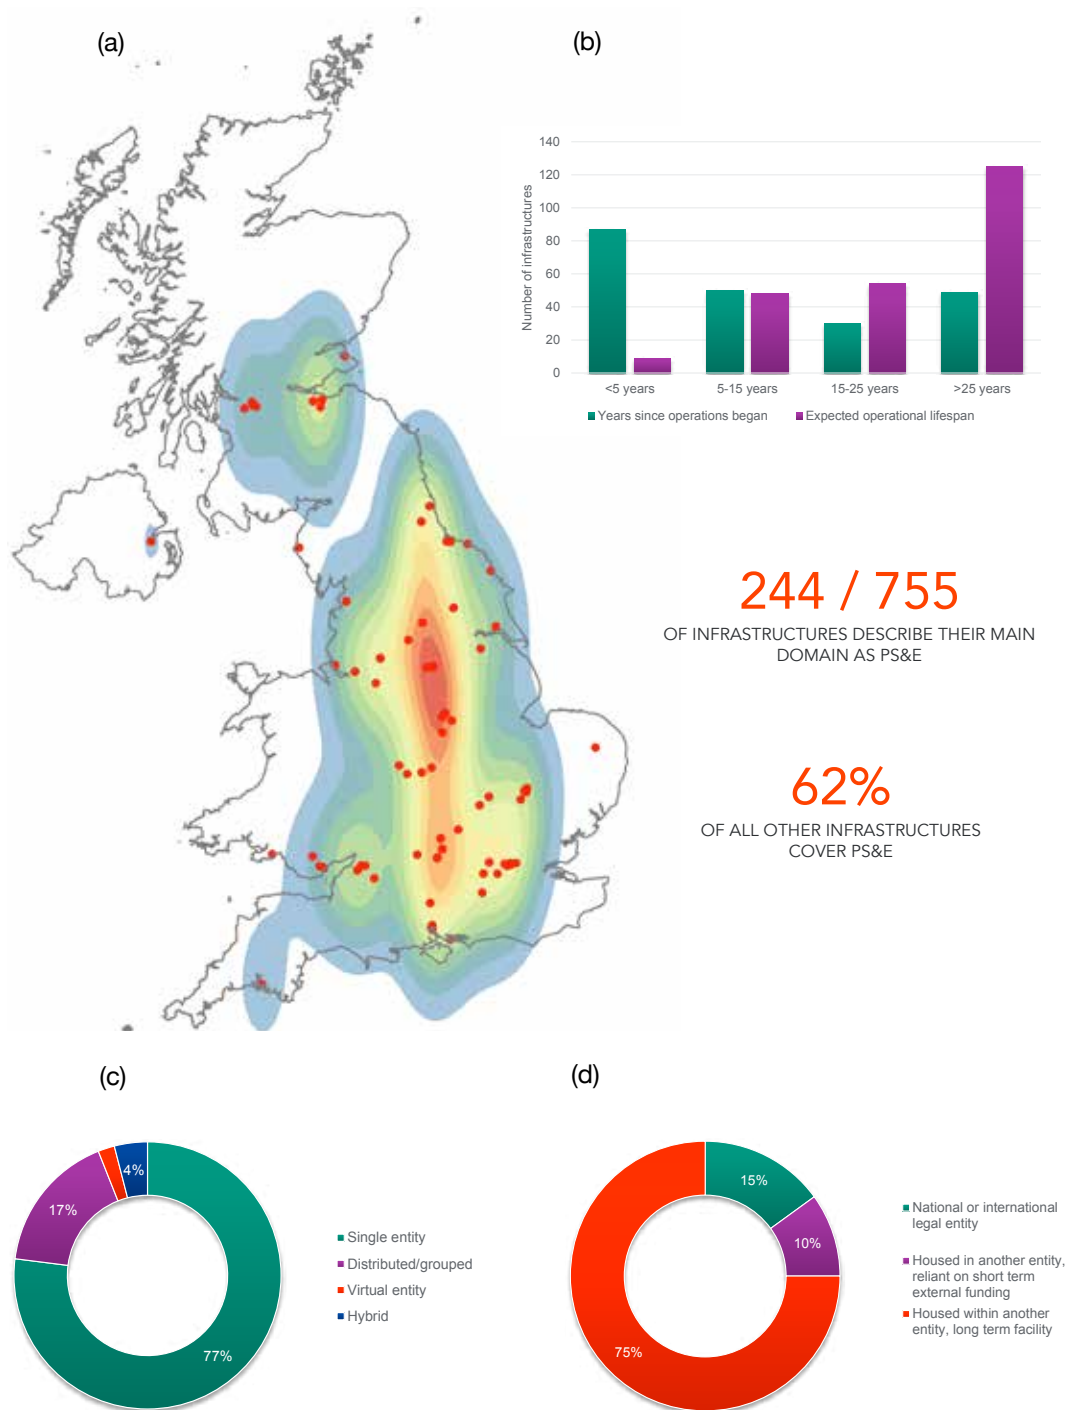 (a)
(b)
140
120
100
80
60
40
20
0
Number of infrastructures
<5 years
5-15 years
15-25 years
>25 years
Years since operations began
Expected operational lifespan
244 / 755
OF INFRASTRUCTURES DESCRIBE THEIR MAIN
DOMAIN AS PS&E
62%
OF ALL OTHER INFRASTRUCTURES
COVER PS&E
(c)
4%
17%
77%
Single entity
Distributed/grouped
Virtual entity
Hybrid
(d)
15%
10%
75%
National or international
legal entity
Housed in another entity,
reliant on short term
external funding
Housed within another
entity, long term facility